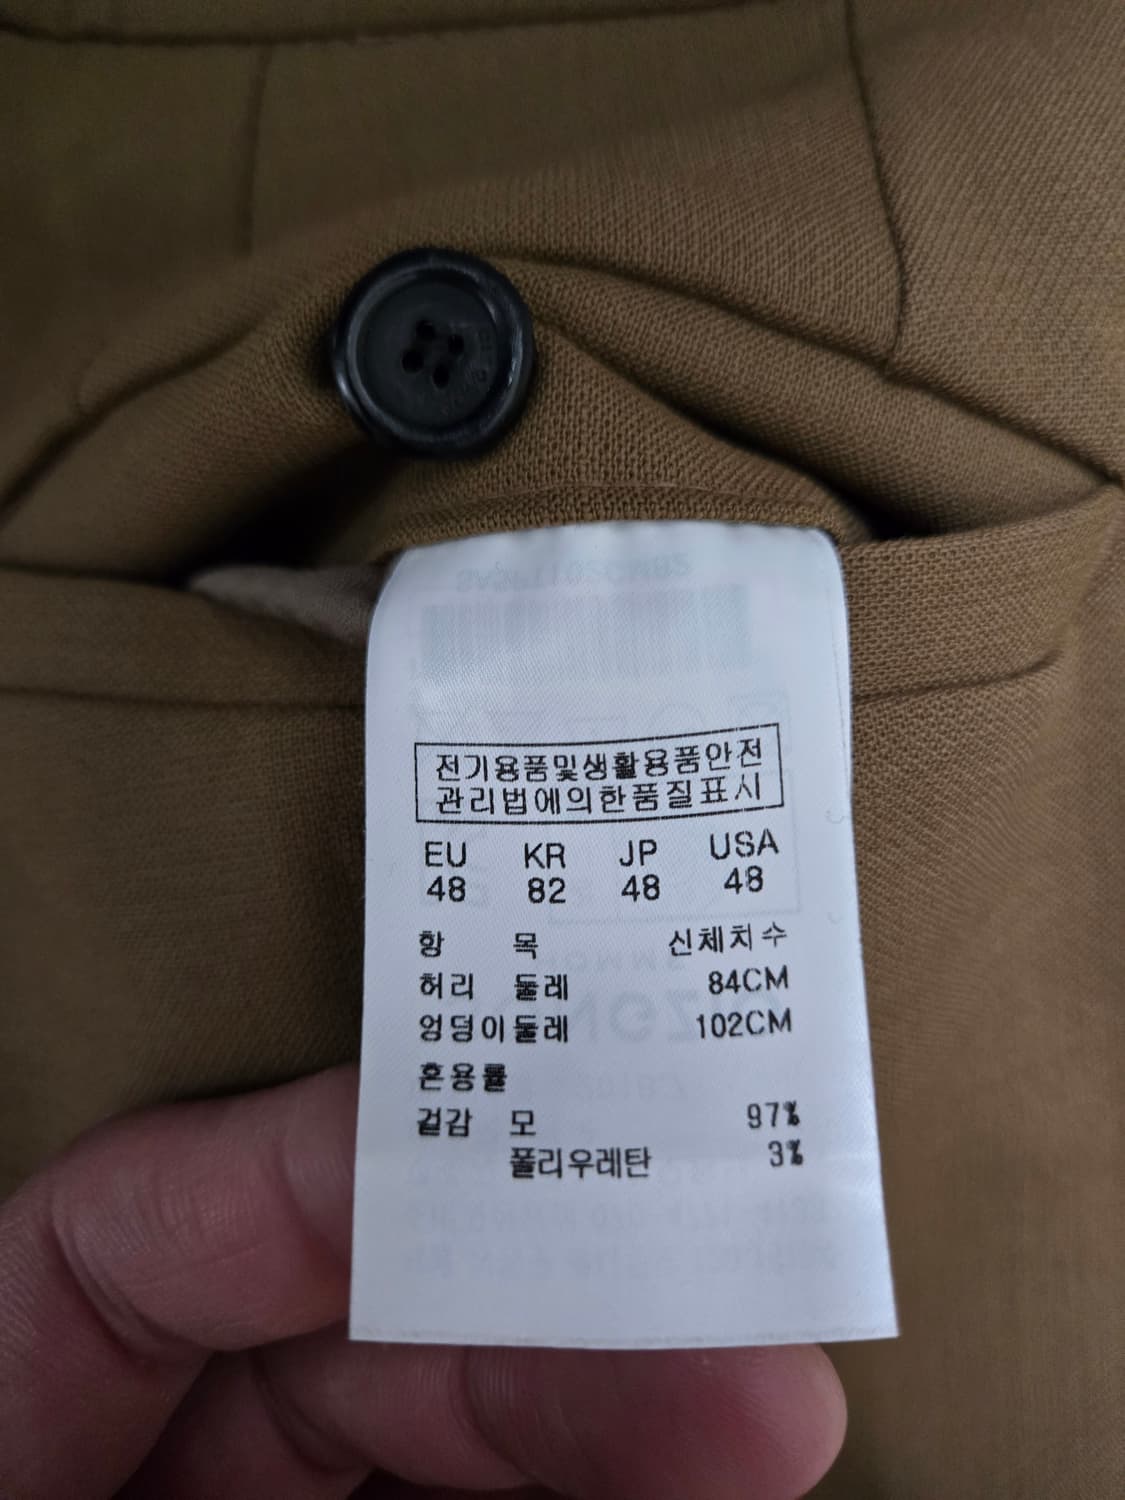 전기용품및생활용품안전
관리법에의한품질표시
EU KR JP USA
48 82 48 48
항 목 신체치수
허리 둘레 84CM
엉덩이둘레 102CM
혼용률
겉감 모 97%
폴리우레탄 3%